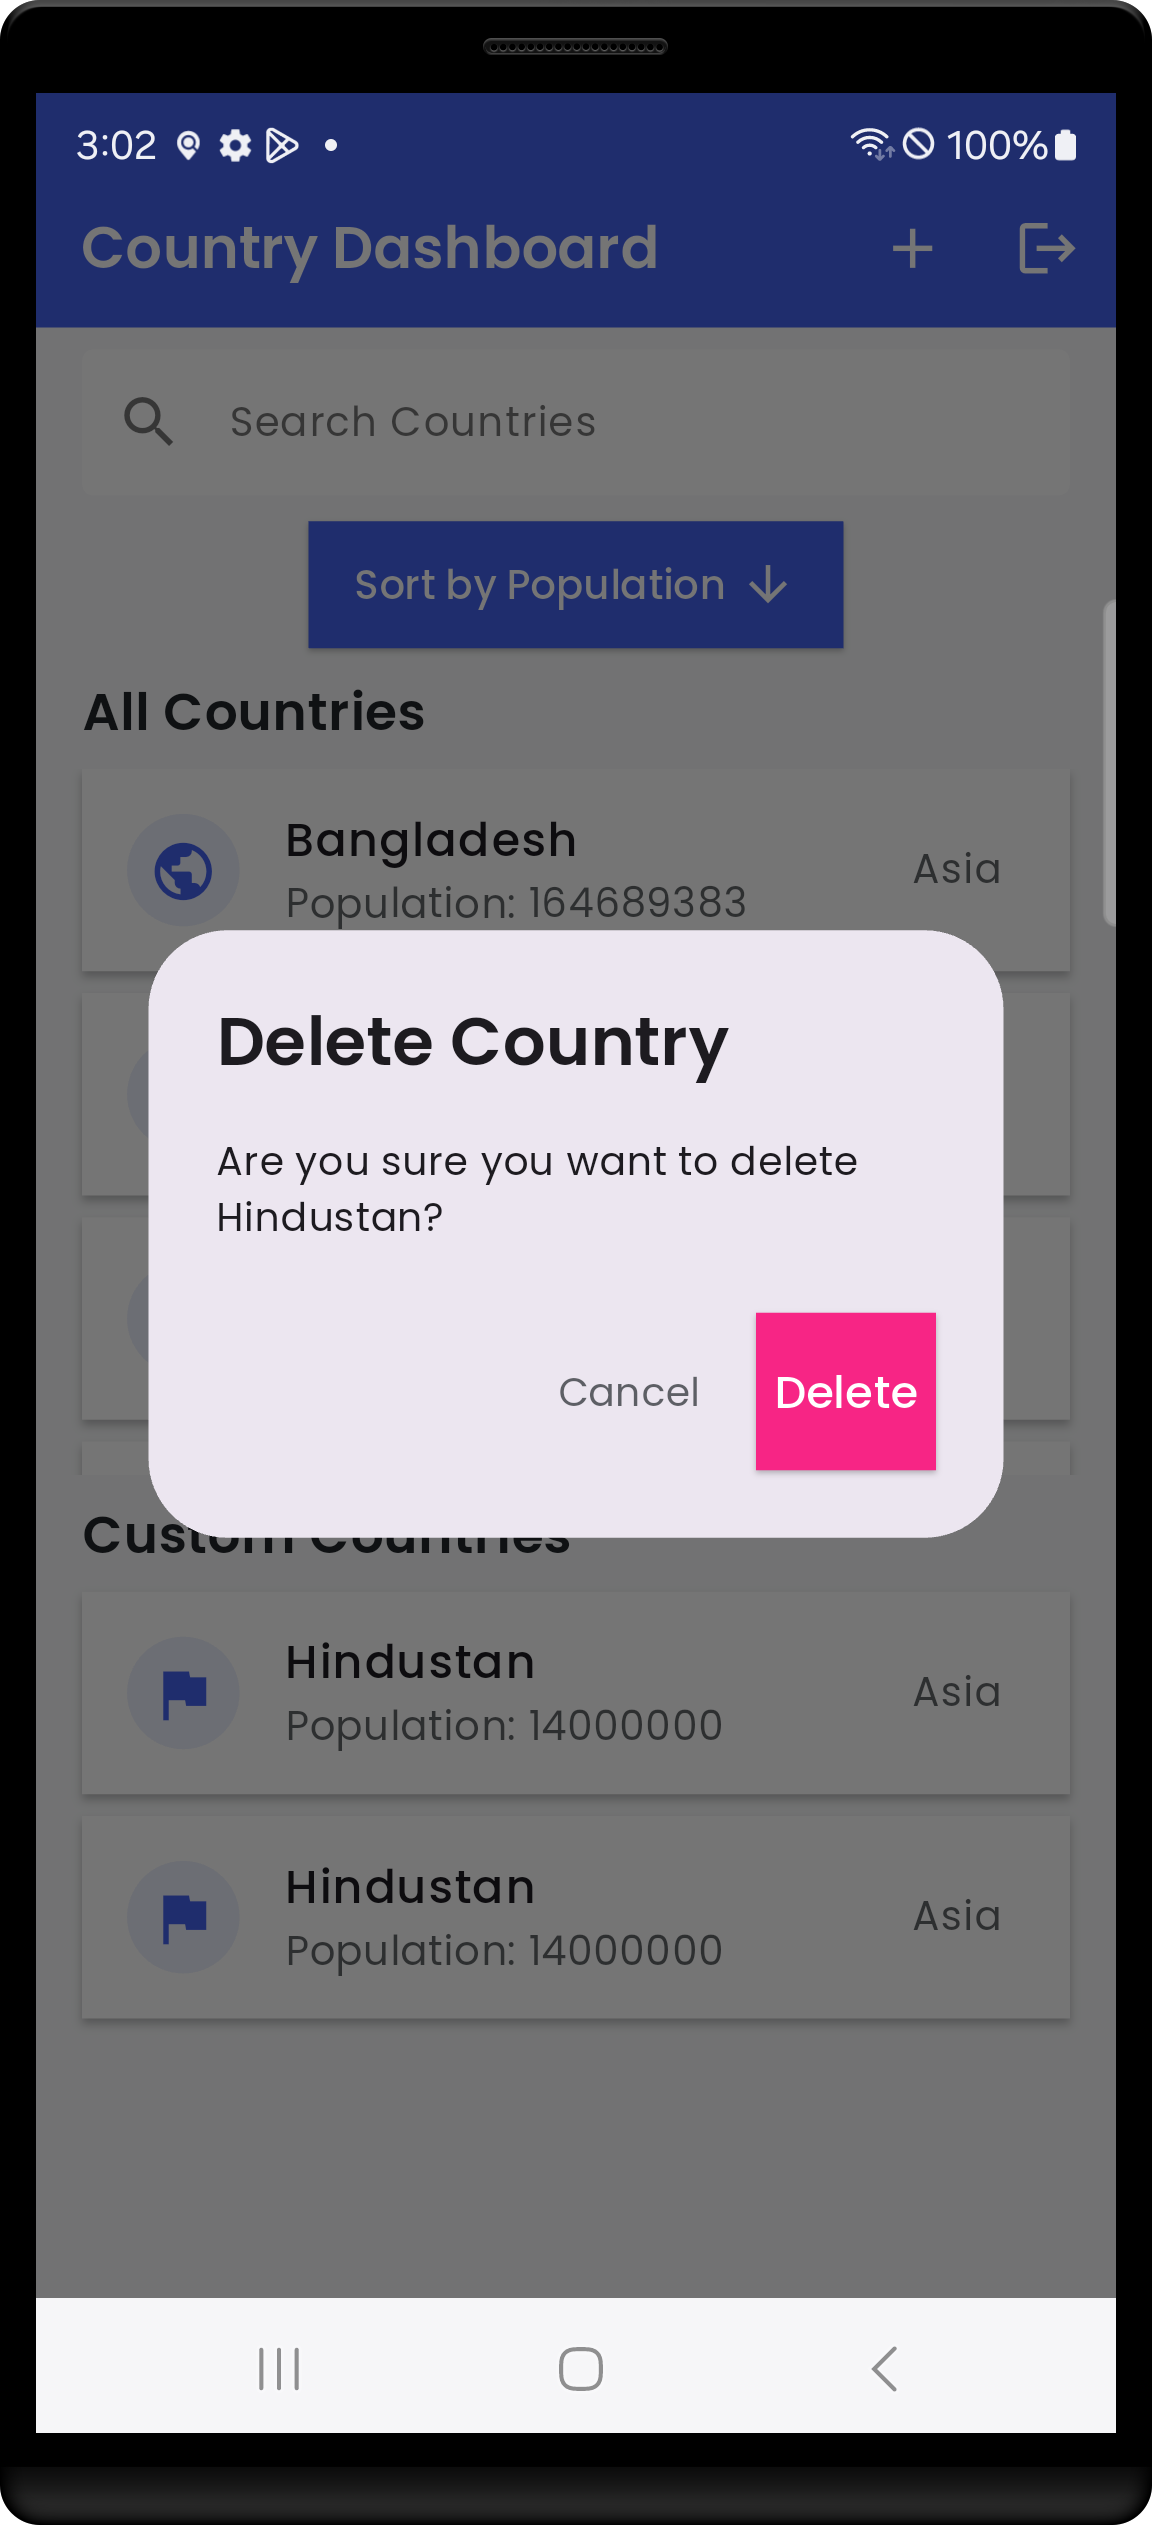 3:02 100%
Country Dashboard
Search Countries
Sort by Population
All Countries
Bangladesh
Population: 164689383
Asia
Delete Country
Are you sure you want to delete
Hindustan?
Cancel
Delete
Custom Countries
Hindustan
Population: 14000000
Asia
Hindustan
Population: 14000000
Asia